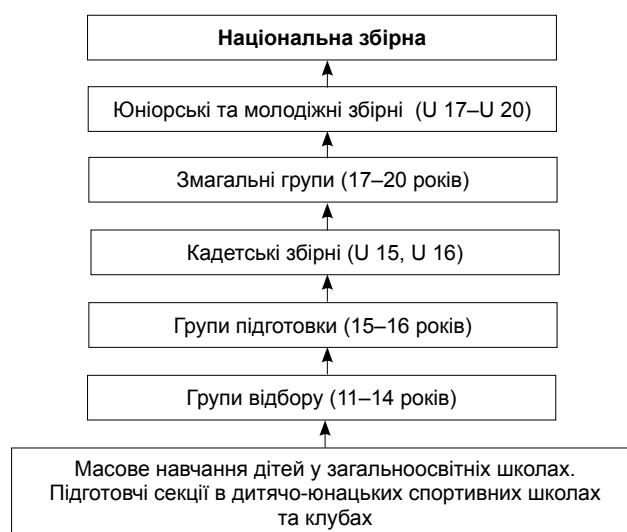 Національна збірна
Юніорські та молодіжні збірні (U 17–U 20)
Змагальні групи (17–20 років)
Кадетські збірні (U 15, U 16)
Групи підготовки (15–16 років)
Групи відбору (11–14 років)
Масове навчання дітей у загальноосвітніх школах.
Підготовчі секції в дитячо-юнацьких спортивних школах
та клубах